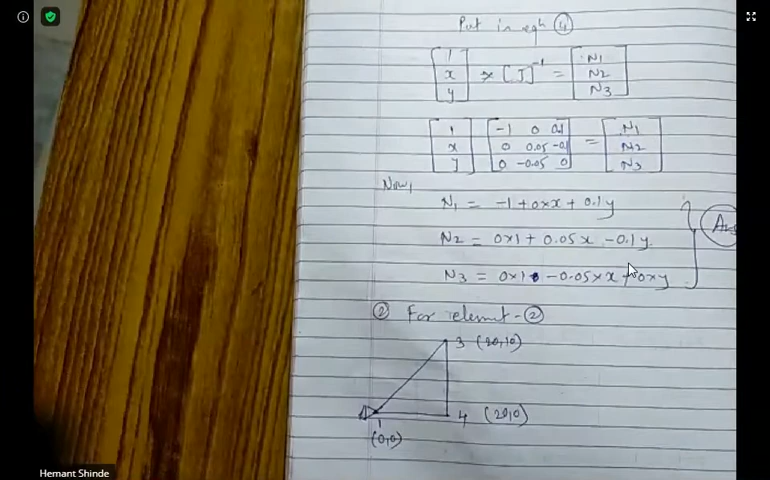 Put in eqn ④
[1 x y] × [J]⁻¹ = [N1 N2 N3]
[1 x y] [-1 0 0.1 / 0 0.05 -0.1 / 0 -0.05 0] = [N1 N2 N3]
Now,
N1 = -1 + 0×x + 0.1y
N2 = 0×1 + 0.05x - 0.1y
N3 = 0×1 - 0.05×x + 0×y
② For element - ②
3 (20,10)
4 (20,0)
1
(0,0)
Hemant Shinde